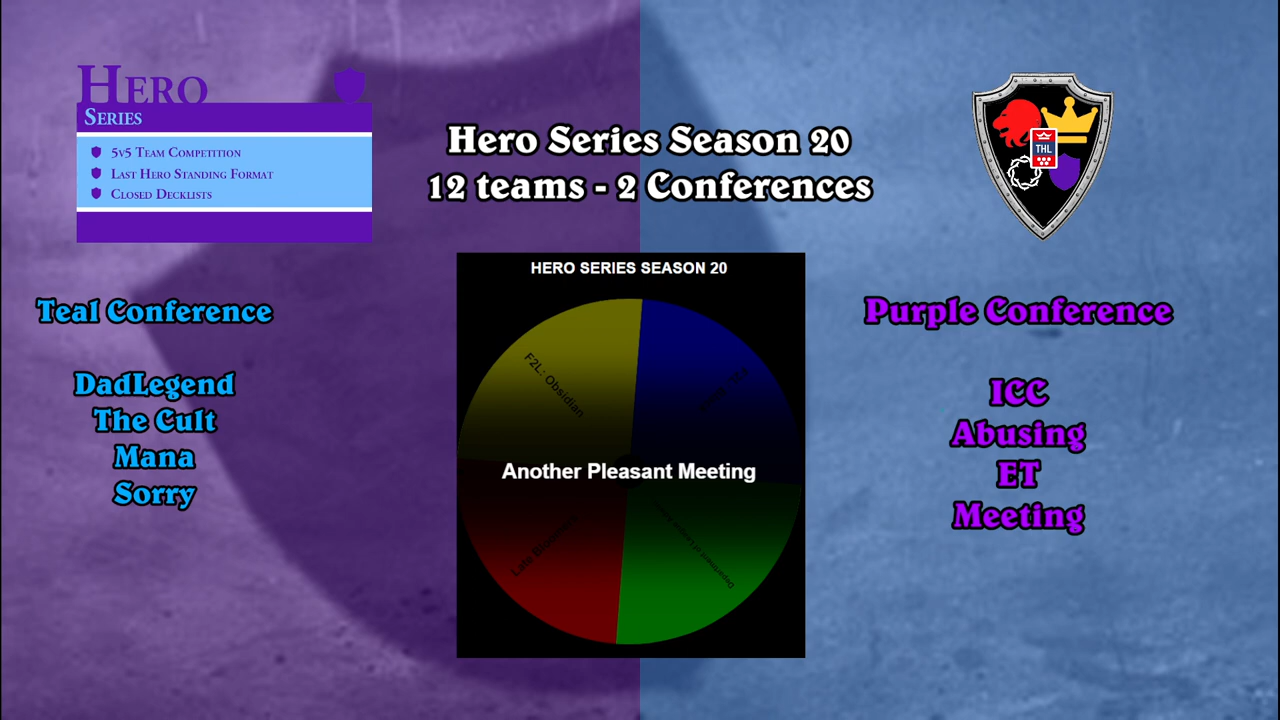 HERO
SERIES
5V5 TEAM COMPETITION
LAST HERO STANDING FORMAT
CLOSED DECKLISTS
Hero Series Season 20
12 teams - 2 Conferences
THL
Teal Conference
DadLegend
The Cult
Mana
Sorry
HERO SERIES SEASON 20
F2L: Obsidian
Another Pleasant Meeting
Late
Purple Conference
ICC
Abusing
ET
Meeting